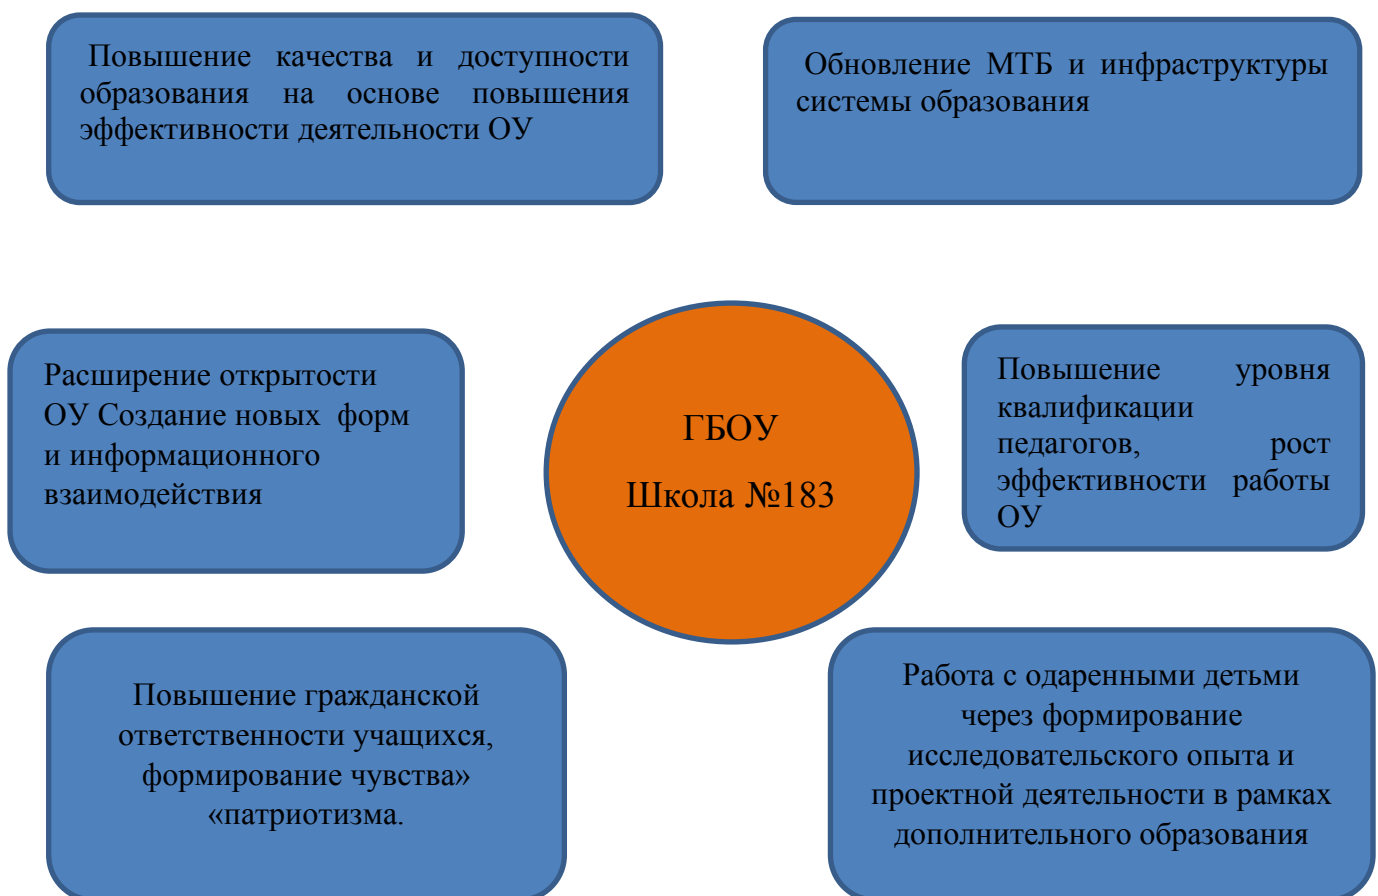 Повышение качества и доступности
образования на основе повышения
эффективности деятельности ОУ
Обновление МТБ и инфраструктуры
системы образования
Расширение открытости
ОУ Создание новых форм
и информационного
взаимодействия
ГБОУ
Школа №183
Повышение уровня
квалификации
педагогов, рост
эффективности работы
ОУ
Повышение гражданской
ответственности учащихся,
формирование чувства»
«патриотизма.
Работа с одаренными детьми
через формирование
исследовательского опыта и
проектной деятельности в рамках
дополнительного образования